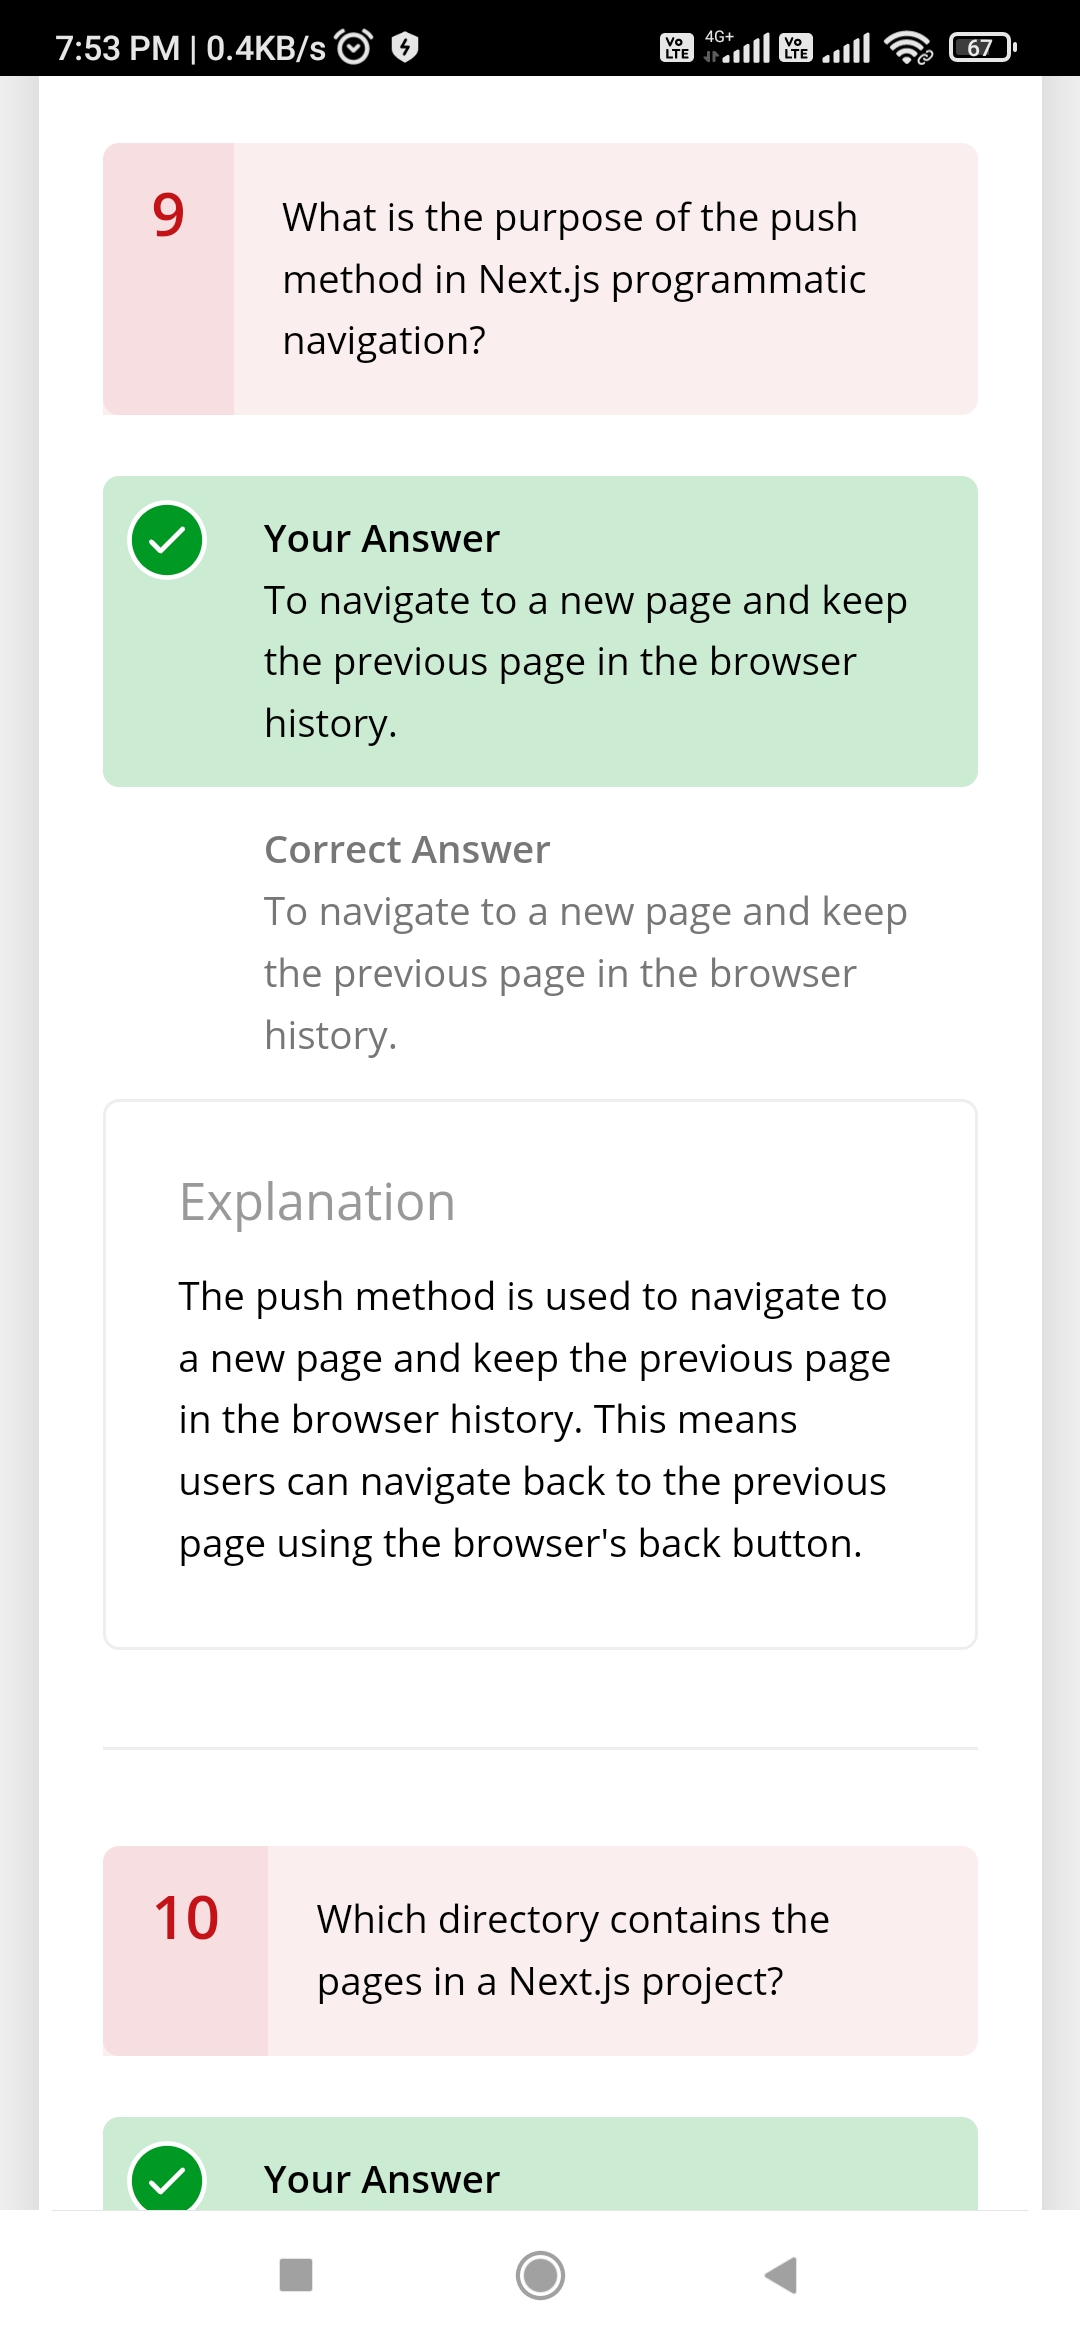 7:53 PM | 0.4KB/s Vo LTE 4G+ Vo LTE 67
9
What is the purpose of the push
method in Next.js programmatic
navigation?
Your Answer
To navigate to a new page and keep
the previous page in the browser
history.
Correct Answer
To navigate to a new page and keep
the previous page in the browser
history.
Explanation
The push method is used to navigate to
a new page and keep the previous page
in the browser history. This means
users can navigate back to the previous
page using the browser's back button.
10
Which directory contains the
pages in a Next.js project?
Your Answer